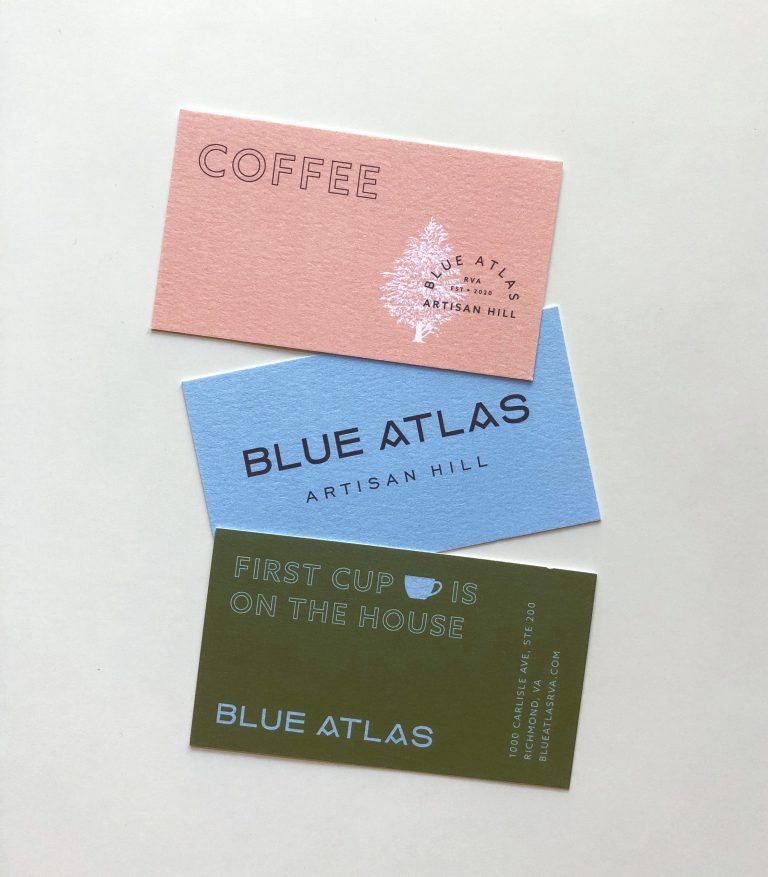 COFFEE
BLUE ATLAS
RVA
EST • 2020
ARTISAN HILL
BLUE ATLAS
ARTISAN HILL
FIRST CUP IS
ON THE HOUSE
BLUE ATLAS
1000 CARLISLE AVE, STE 200
RICHMOND, VA
BLUEATLASRVA.COM